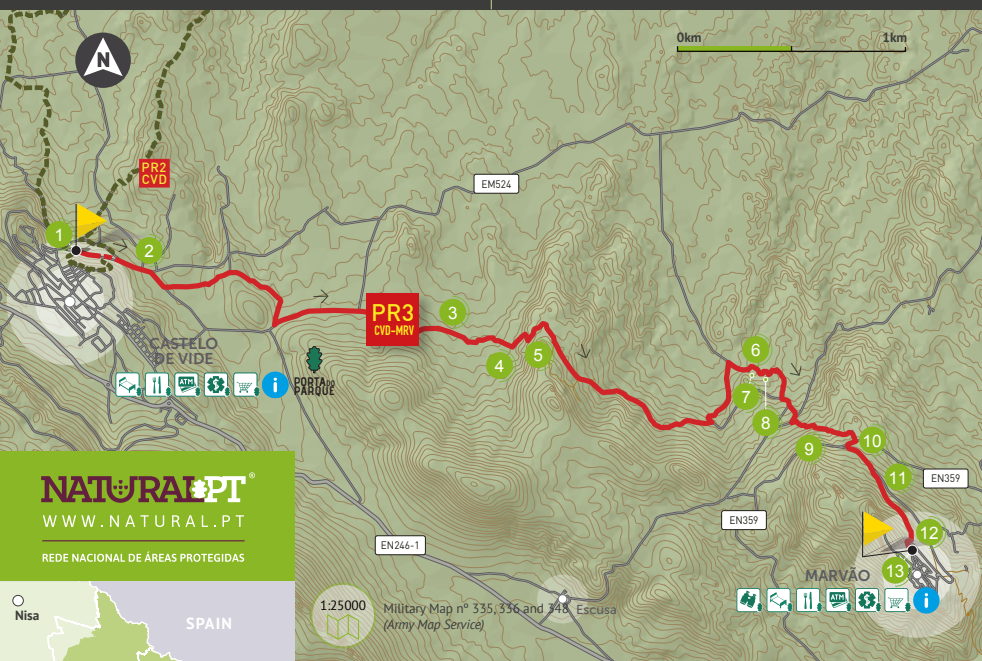 N
0km
1km
PR2
CVD
EM524
1
2
PR3
CVD-MRV
3
4
5
6
7
8
9
10
11
12
13
CASTELO
DE VIDE
ATM
i
PORTA DO
PARQUE
EN359
EN359
EN246-1
NATURAL.PT®
WWW.NATURAL.PT
REDE NACIONAL DE ÁREAS PROTEGIDAS
MARVÃO
ATM
i
Nisa
SPAIN
1:25000
Military Map nº 335,336 and 348
(Army Map Service)
Escusa